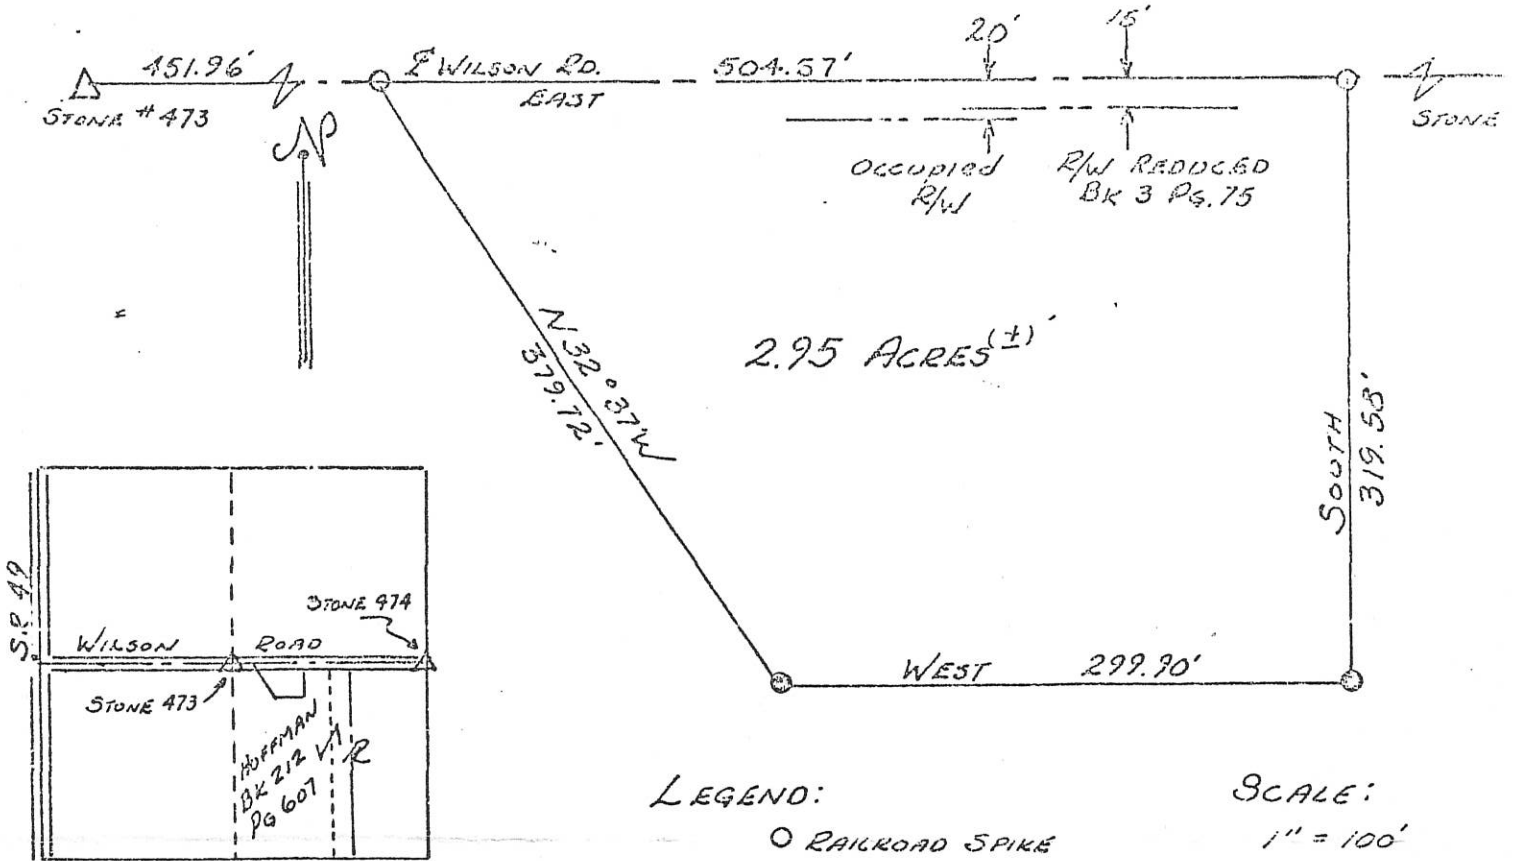 20' 15'
451.96' ℄ WILSON RD. 504.57'
EAST
STONE #473
STONE
N
OCCUPIED R/W REDUCED
R/W BK 3 PG. 75
N 32°37'W
379.72'
2.95 ACRES (±)
SOUTH
319.58'
S.R. 49
STONE 474
WILSON ROAD
STONE 473
HUFFMAN
BK 212
PG 607
WEST 299.90'
LEGEND:
SCALE:
O RAILROAD SPIKE
1" = 100'